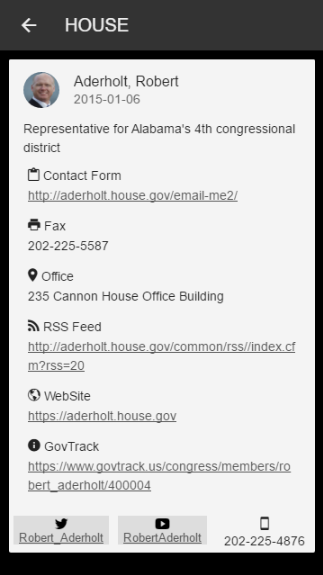 HOUSE
Aderholt, Robert
2015-01-06
Representative for Alabama's 4th congressional
district
Contact Form
http://aderholt.house.gov/email-me2/
Fax
202-225-5587
Office
235 Cannon House Office Building
RSS Feed
http://aderholt.house.gov/common/rss//index.cf
m?rss=20
WebSite
https://aderholt.house.gov
GovTrack
https://www.govtrack.us/congress/members/ro
bert_aderholt/400004
Robert_Aderholt
RobertAderholt
202-225-4876